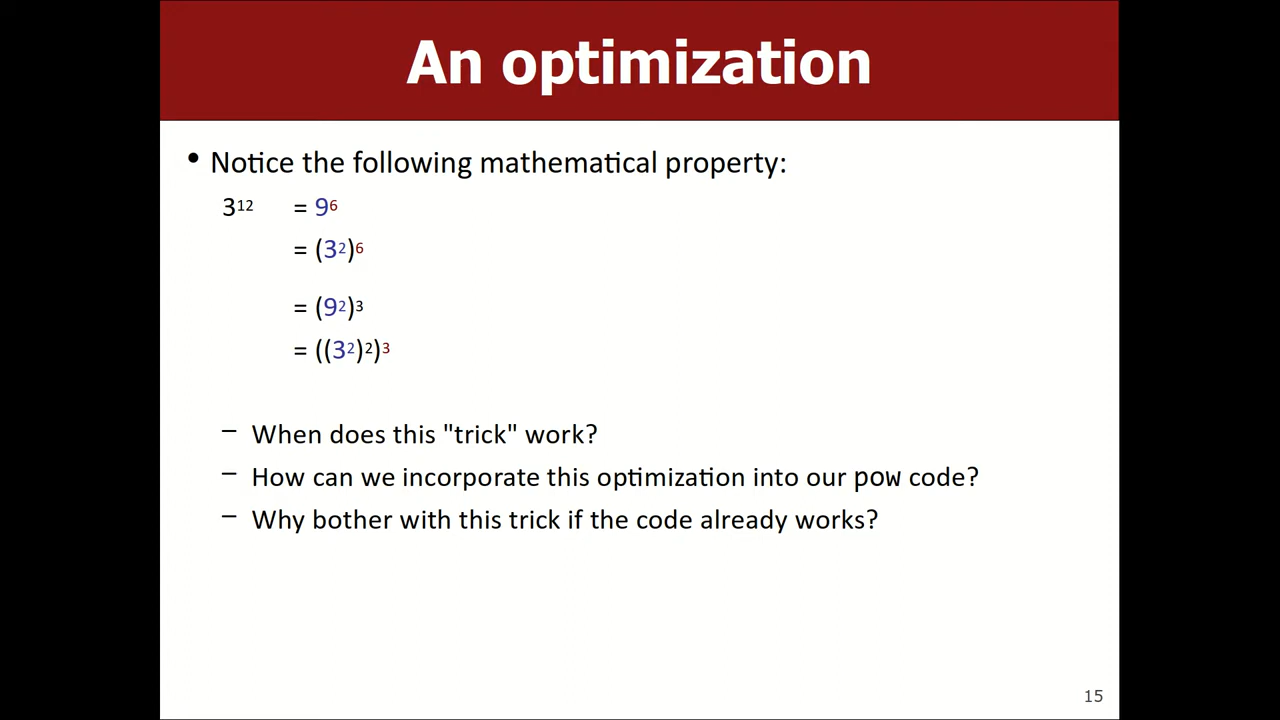 An optimization
• Notice the following mathematical property:
3¹² = 9⁶
= (3²)⁶
= (9²)³
= ((3²)²)³
– When does this "trick" work?
– How can we incorporate this optimization into our pow code?
– Why bother with this trick if the code already works?
15